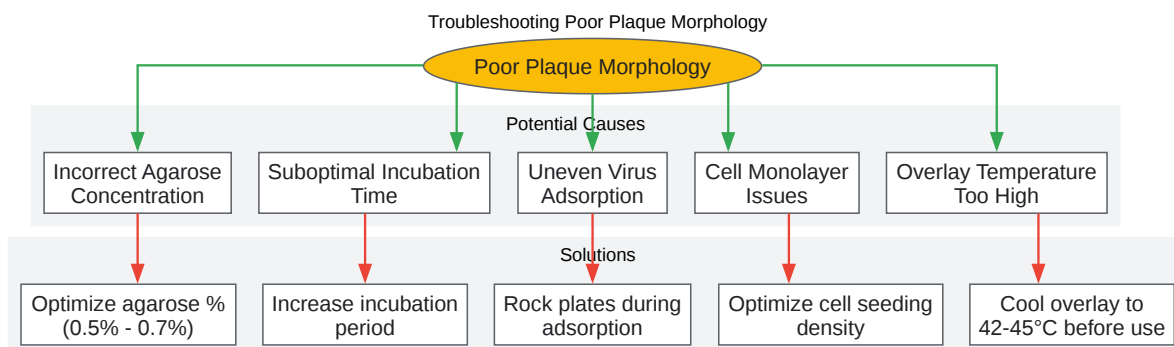 Troubleshooting Poor Plaque Morphology
Poor Plaque Morphology
Potential Causes
Incorrect Agarose
Concentration
Suboptimal Incubation
Time
Uneven Virus
Adsorption
Cell Monolayer
Issues
Overlay Temperature
Too High
Solutions
Optimize agarose %
(0.5% - 0.7%)
Increase incubation
period
Rock plates during
adsorption
Optimize cell seeding
density
Cool overlay to
42-45°C before use